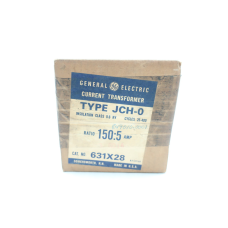 GENERAL ELECTRIC
CURRENT TRANSFORMER
TYPE JCH-0
INSULATION CLASS 0.6 KV
RATIO 150:5 AMP
CAT. NO. 631X28
MADE IN U.S.A.